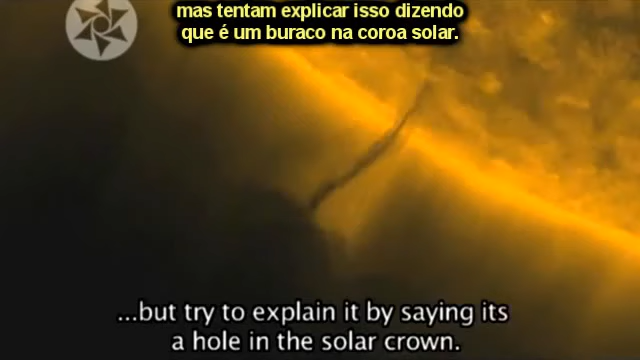 mas tentam explicar isso dizendo
que é um buraco na coroa solar.
...but try to explain it by saying its
a hole in the solar crown.